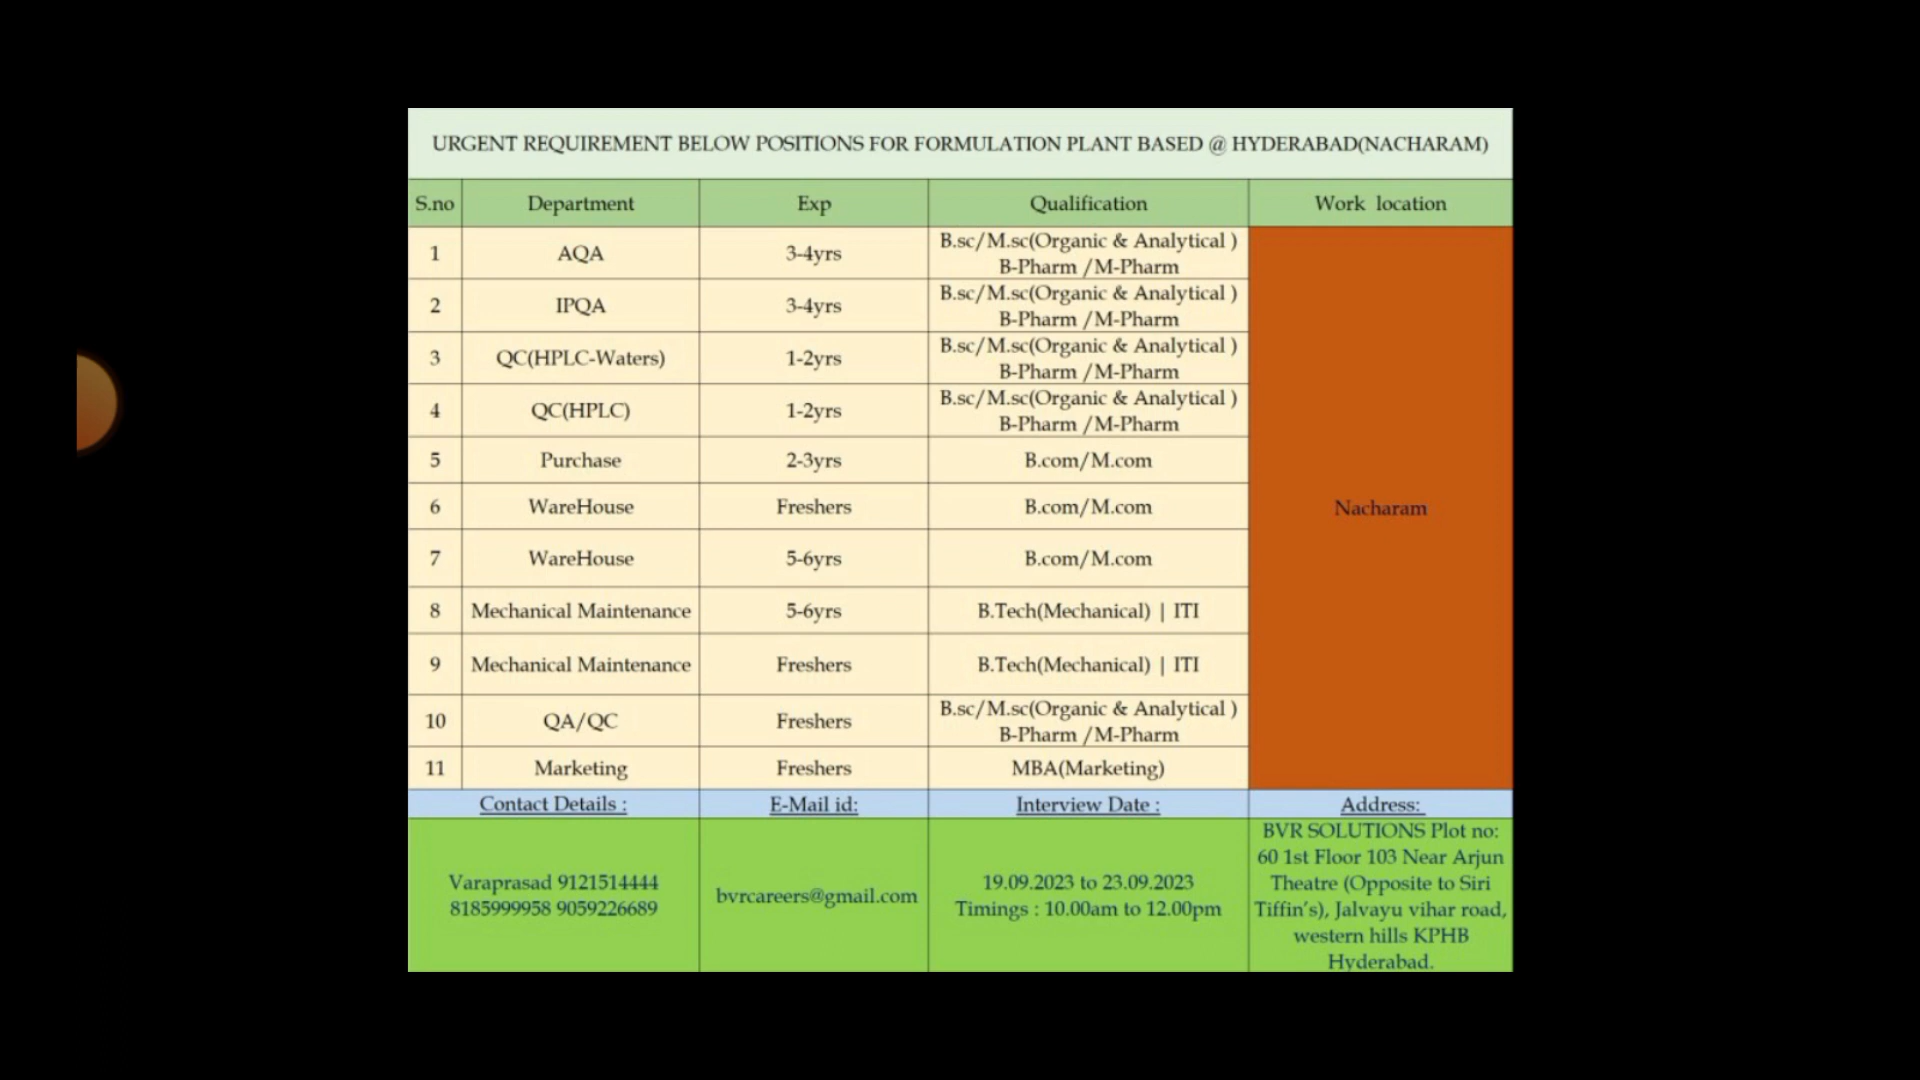 URGENT REQUIREMENT BELOW POSITIONS FOR FORMULATION PLANT BASED @ HYDERABAD(NACHARAM)
S.no Department Exp Qualification Work location
1 AQA 3-4yrs B.sc/M.sc(Organic & Analytical )
B-Pharm /M-Pharm
2 IPQA 3-4yrs B.sc/M.sc(Organic & Analytical )
B-Pharm /M-Pharm
3 QC(HPLC-Waters) 1-2yrs B.sc/M.sc(Organic & Analytical )
B-Pharm /M-Pharm
4 QC(HPLC) 1-2yrs B.sc/M.sc(Organic & Analytical )
B-Pharm /M-Pharm
5 Purchase 2-3yrs B.com/M.com
6 WareHouse Freshers B.com/M.com
Nacharam
7 WareHouse 5-6yrs B.com/M.com
8 Mechanical Maintenance 5-6yrs B.Tech(Mechanical) | ITI
9 Mechanical Maintenance Freshers B.Tech(Mechanical) | ITI
10 QA/QC Freshers B.sc/M.sc(Organic & Analytical )
B-Pharm /M-Pharm
11 Marketing Freshers MBA(Marketing)
Contact Details : E-Mail id: Interview Date : Address:
Varaprasad 9121514444
8185999958 9059226689
bvrcareers@gmail.com
19.09.2023 to 23.09.2023
Timings : 10.00am to 12.00pm
BVR SOLUTIONS Plot no:
60 1st Floor 103 Near Arjun
Theatre (Opposite to Siri
Tiffin's), Jalvayu vihar road,
western hills KPHB
Hyderabad.